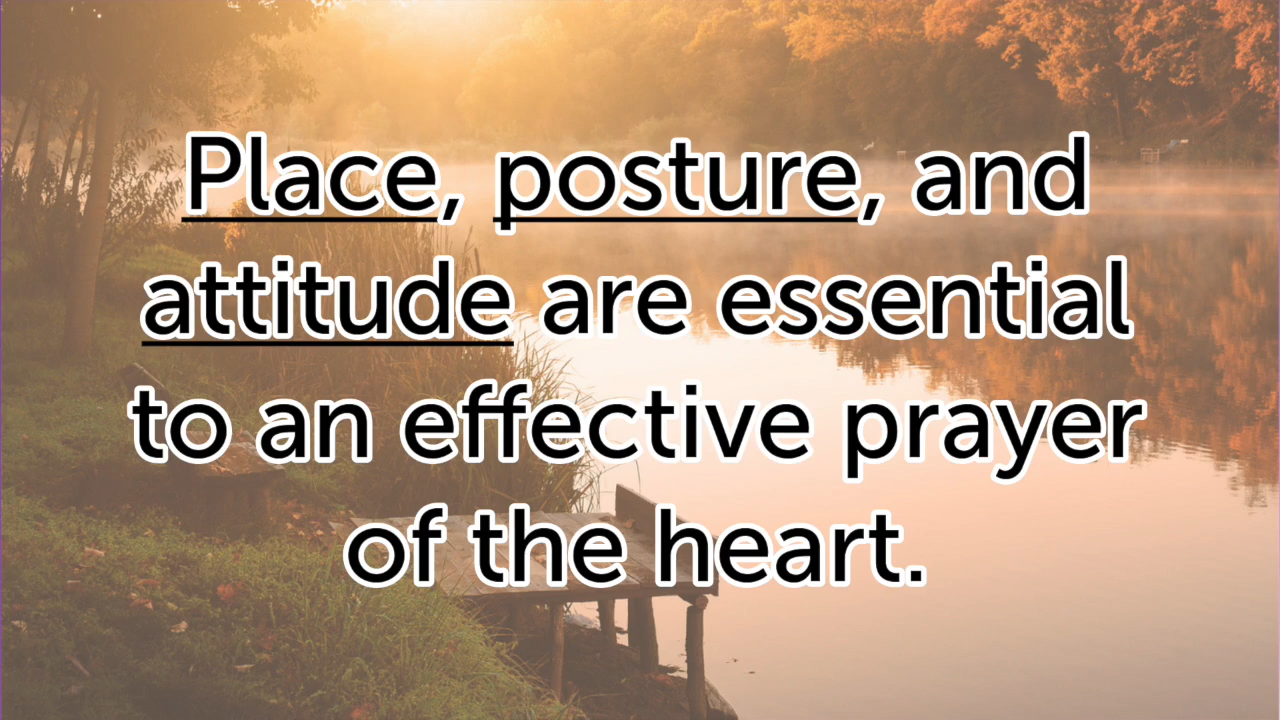 Place, posture, and
attitude are essential
to an effective prayer
of the heart.